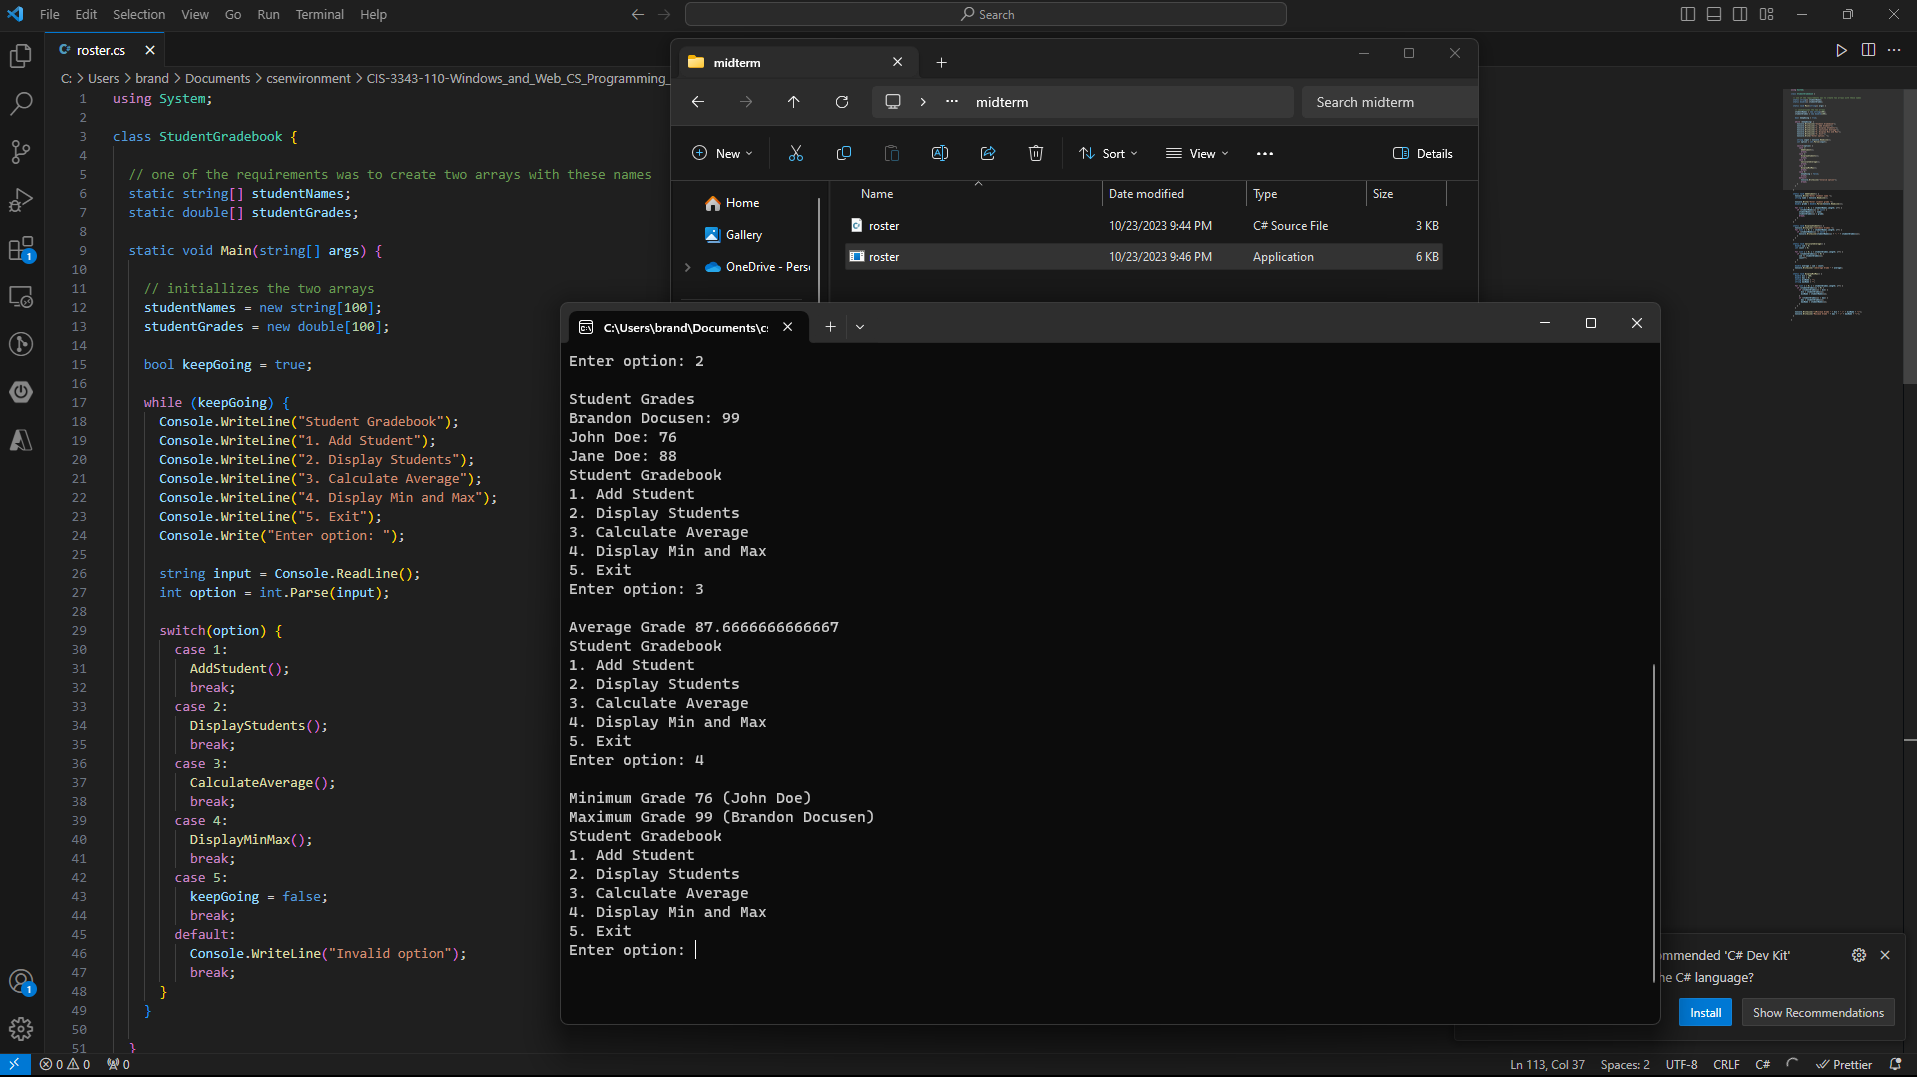 File Edit Selection View Go Run Terminal Help
Search
roster.cs
C: > Users > brand > Documents > csenvironment > CIS-3343-110-Windows_and_Web_CS_Programming_
1 using System;
2
3 class StudentGradebook {
4
5 // one of the requirements was to create two arrays with these names
6 static string[] studentNames;
7 static double[] studentGrades;
8
9 static void Main(string[] args) {
10
11 // initiallizes the two arrays
12 studentNames = new string[100];
13 studentGrades = new double[100];
14
15 bool keepGoing = true;
16
17 while (keepGoing) {
18 Console.WriteLine("Student Gradebook");
19 Console.WriteLine("1. Add Student");
20 Console.WriteLine("2. Display Students");
21 Console.WriteLine("3. Calculate Average");
22 Console.WriteLine("4. Display Min and Max");
23 Console.WriteLine("5. Exit");
24 Console.Write("Enter option: ");
25
26 string input = Console.ReadLine();
27 int option = int.Parse(input);
28
29 switch(option) {
30 case 1:
31 AddStudent();
32 break;
33 case 2:
34 DisplayStudents();
35 break;
36 case 3:
37 CalculateAverage();
38 break;
39 case 4:
40 DisplayMinMax();
41 break;
42 case 5:
43 keepGoing = false;
44 break;
45 default:
46 Console.WriteLine("Invalid option");
47 break;
48 }
49 }
50
51 }
midterm
midterm
Search midterm
New Sort View Details
Home
Gallery
OneDrive - Pers
Name Date modified Type Size
roster 10/23/2023 9:44 PM C# Source File 3 KB
roster 10/23/2023 9:46 PM Application 6 KB
C:\Users\brand\Documents\c
Enter option: 2
Student Grades
Brandon Docusen: 99
John Doe: 76
Jane Doe: 88
Student Gradebook
1. Add Student
2. Display Students
3. Calculate Average
4. Display Min and Max
5. Exit
Enter option: 3
Average Grade 87.6666666666667
Student Gradebook
1. Add Student
2. Display Students
3. Calculate Average
4. Display Min and Max
5. Exit
Enter option: 4
Minimum Grade 76 (John Doe)
Maximum Grade 99 (Brandon Docusen)
Student Gradebook
1. Add Student
2. Display Students
3. Calculate Average
4. Display Min and Max
5. Exit
Enter option:
mmended 'C# Dev Kit'
ne C# language?
Install Show Recommendations
1
1
0 0 0
Ln 113, Col 37 Spaces: 2 UTF-8 CRLF C# Prettier